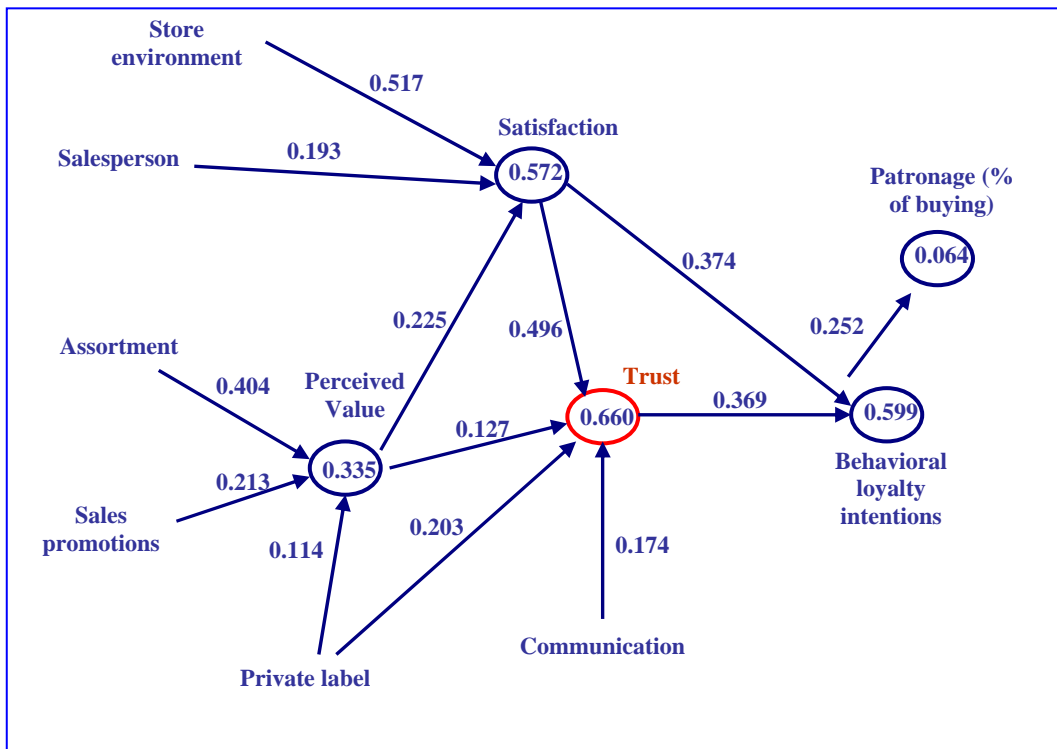 Store
environment
0.517
Satisfaction
Salesperson
0.193
0.572
Patronage (%
of buying)
0.064
0.374
0.225
0.496
0.252
Assortment
0.404
Perceived
Value
Trust
0.127
0.660
0.369
0.599
0.335
0.213
Sales
promotions
0.114
0.203
0.174
Behavioral
loyalty
intentions
Communication
Private label